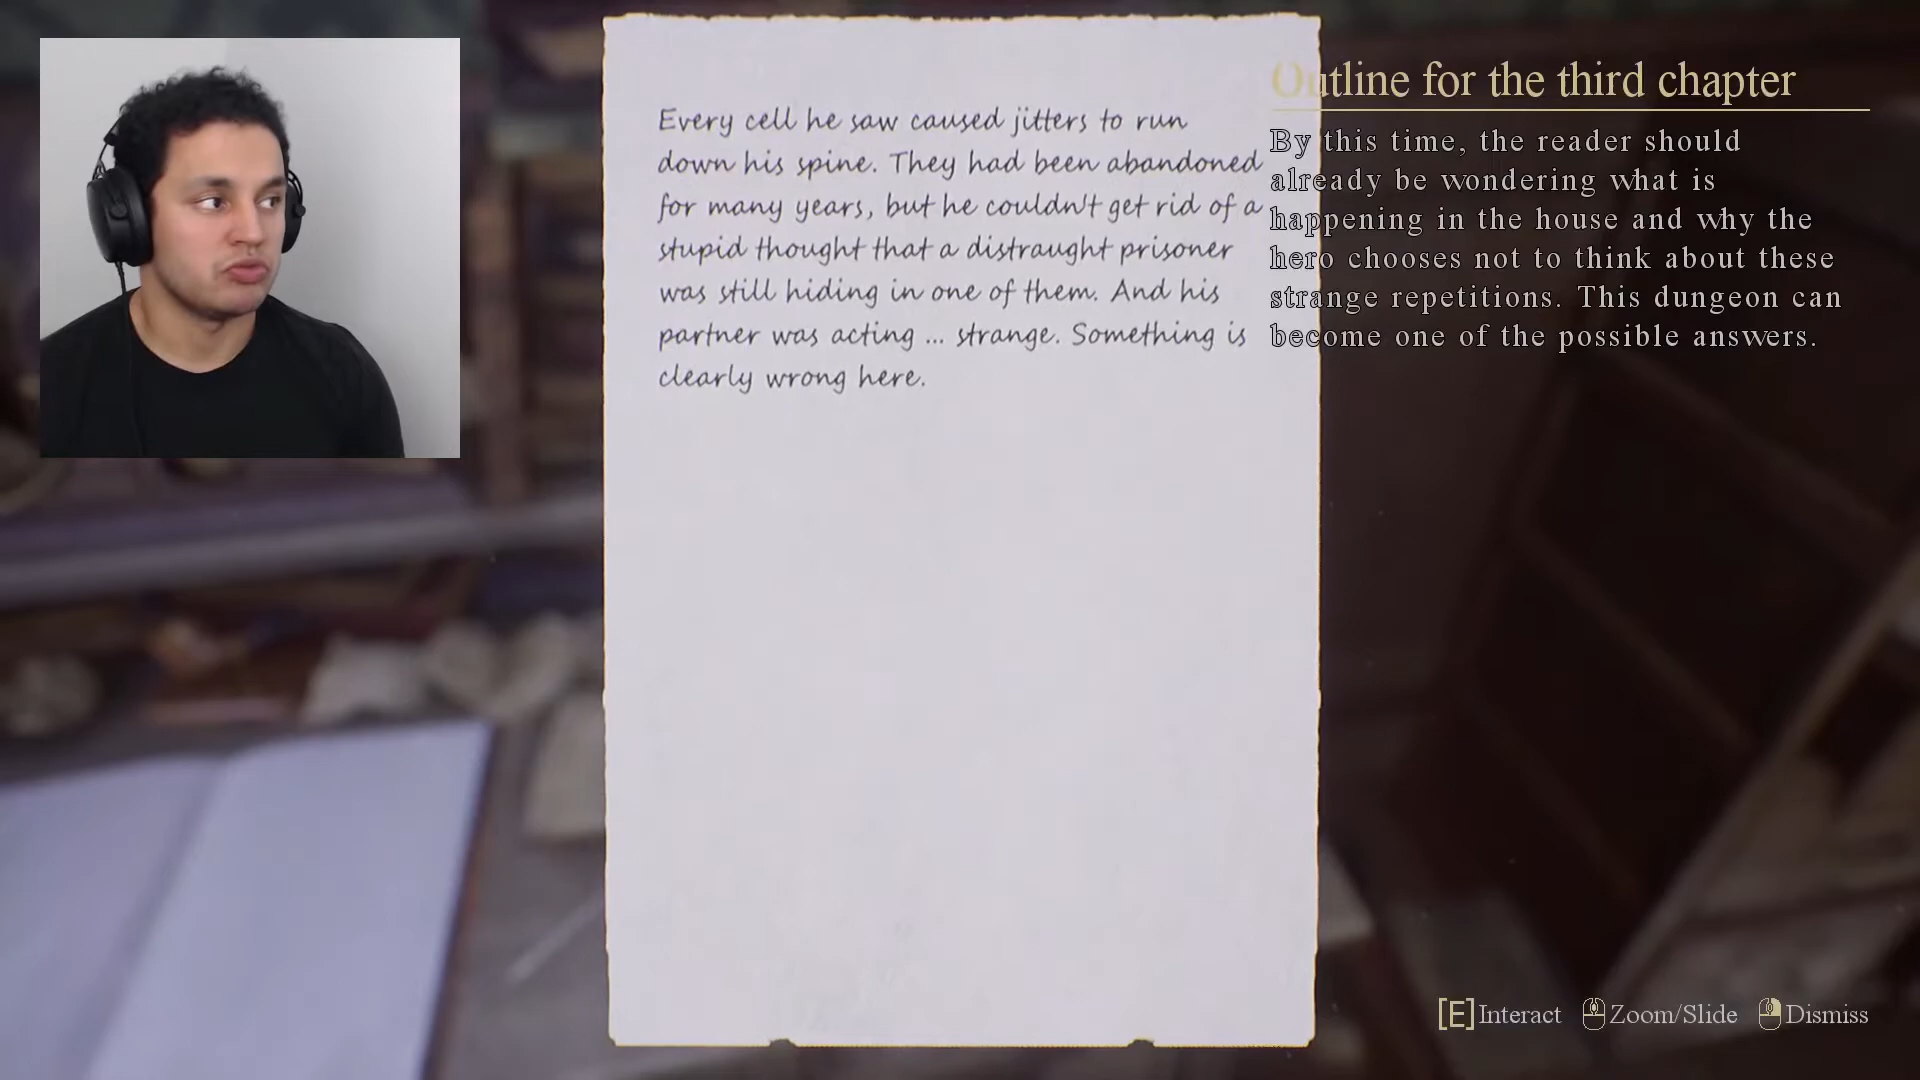 Every cell he saw caused jitters to run
down his spine. They had been abandoned
for many years, but he couldn't get rid of a
stupid thought that a distraught prisoner
was still hiding in one of them. And his
partner was acting ... strange. Something is
clearly wrong here.
Outline for the third chapter
By this time, the reader should
already be wondering what is
happening in the house and why the
hero chooses not to think about these
strange repetitions. This dungeon can
become one of the possible answers.
[E] Interact Zoom/Slide Dismiss